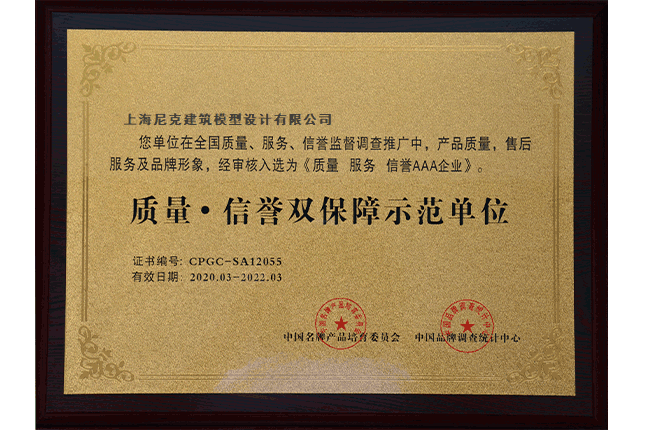 上海尼克建筑模型设计有限公司
您单位在全国质量、服务、信誉监督调查推广中，产品质量，售后
服务及品牌形象，经审核入选为《质量 服务 信誉AAA企业》。
质量·信誉双保障示范单位
证书编号: CPGC-SA12055
有效日期: 2020.03-2022.03
中国名牌产品培育委员会 中国品牌调查统计中心